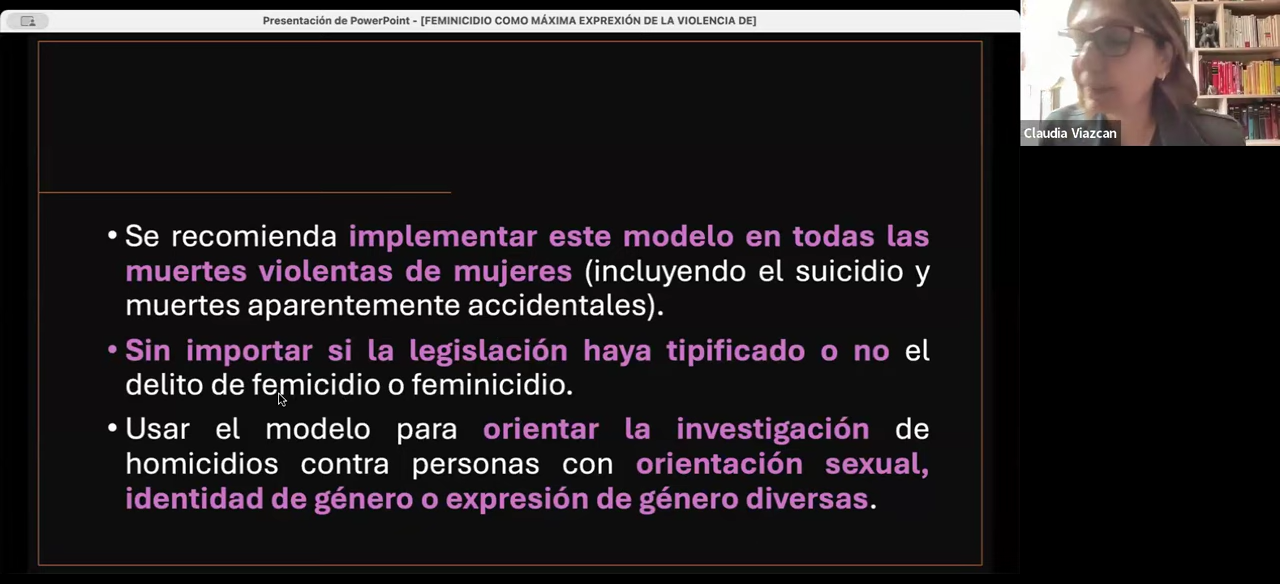 Presentación de PowerPoint - [FEMINICIDIO COMO MÁXIMA EXPREXIÓN DE LA VIOLENCIA DE]
Claudia Viazcan
• Se recomienda implementar este modelo en todas las
muertes violentas de mujeres (incluyendo el suicidio y
muertes aparentemente accidentales).
• Sin importar si la legislación haya tipificado o no el
delito de femicidio o feminicidio.
• Usar el modelo para orientar la investigación de
homicidios contra personas con orientación sexual,
identidad de género o expresión de género diversas.